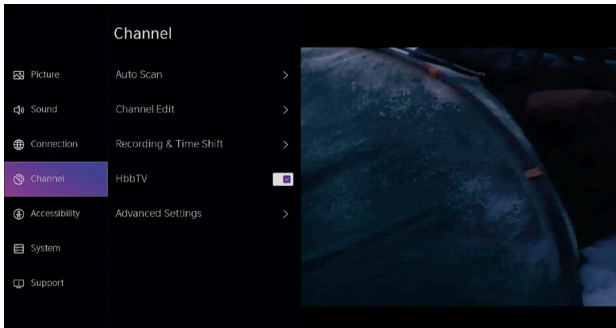 Channel
Picture
Sound
Connection
Channel
Accessibility
System
Support
Auto Scan
Channel Edit
Recording & Time Shift
HbbTV
Advanced Settings